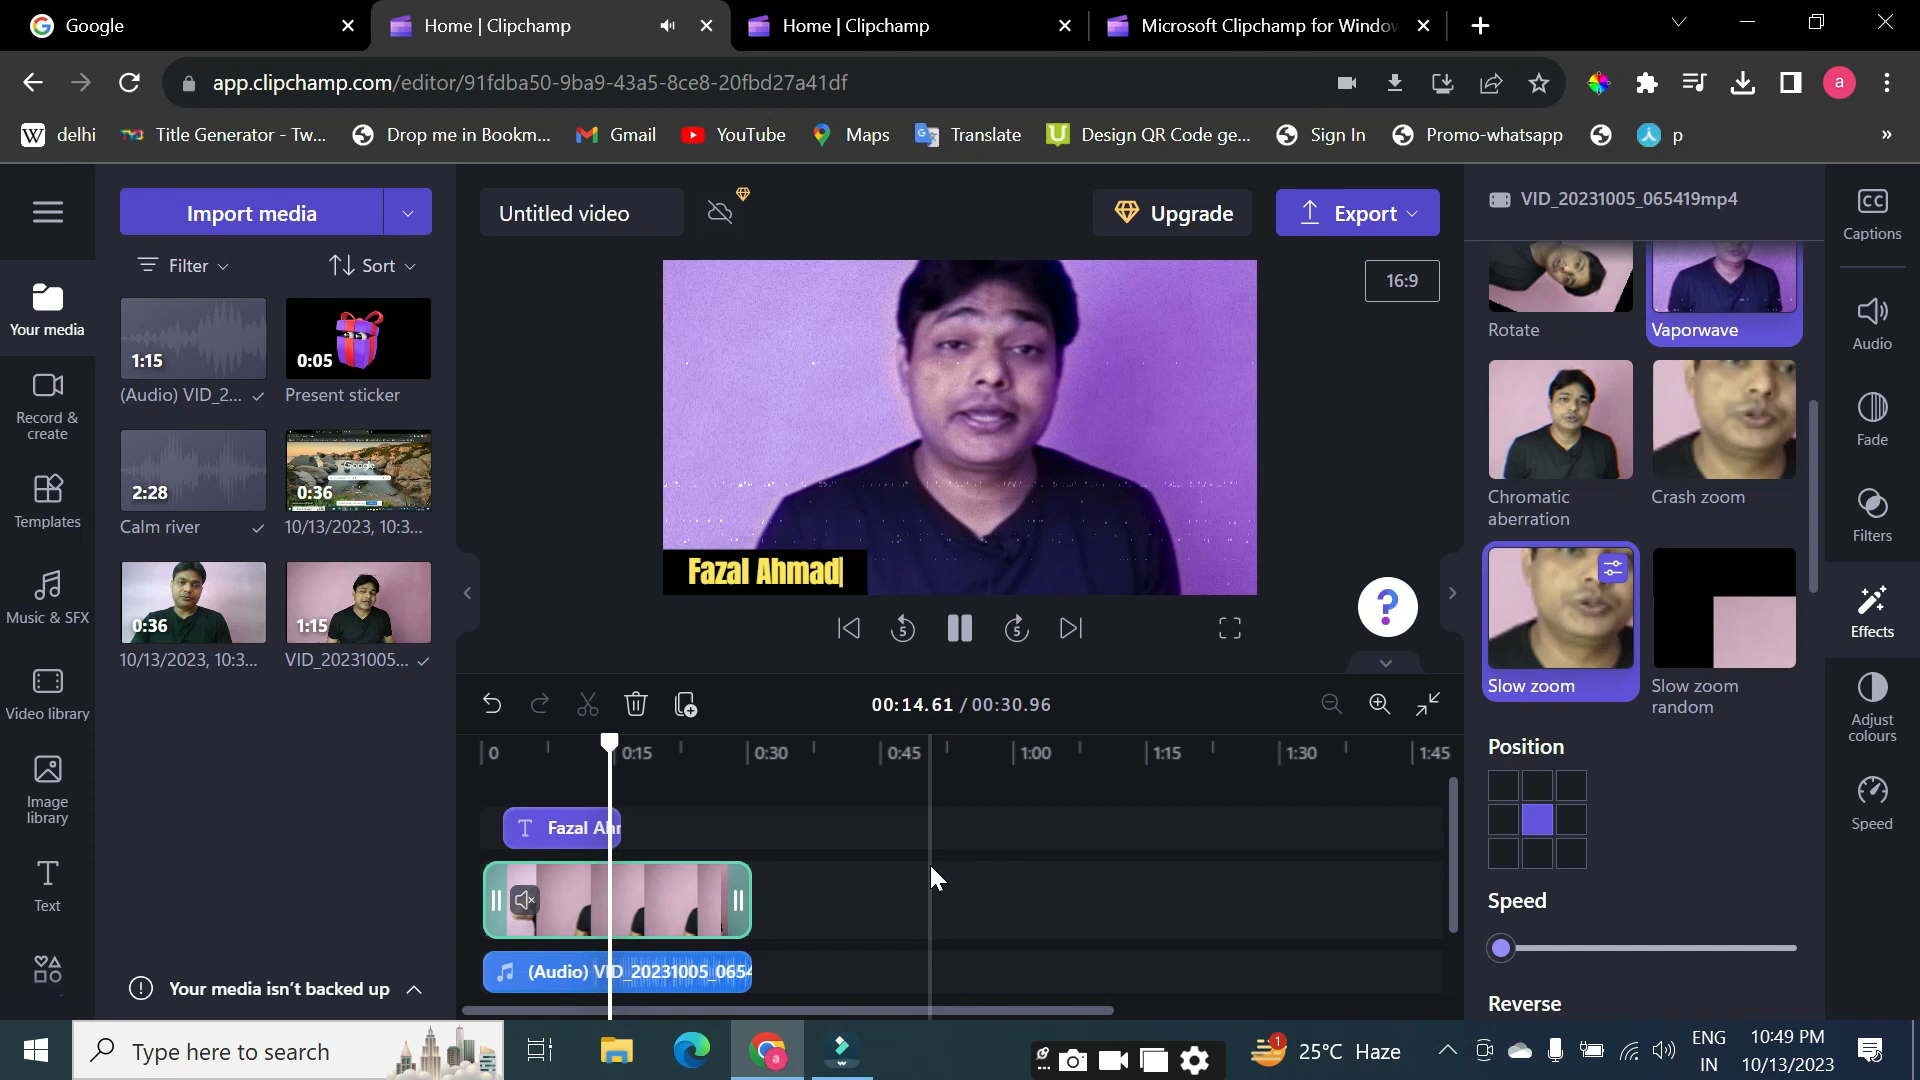 Google
Home | Clipchamp
Home | Clipchamp
Microsoft Clipchamp for Windo
app.clipchamp.com/editor/91fdba50-9ba9-43a5-8ce8-20fbd27a41df
a
delhi
Title Generator - Tw...
Drop me in Bookm...
Gmail
YouTube
Maps
Translate
Design QR Code ge...
Sign In
Promo-whatsapp
p
»
Import media
Untitled video
Upgrade
Export
VID_20231005_065419mp4
Captions
Filter
Sort
16:9
Your media
1:15
0:05
(Audio) VID_2...
Present sticker
Rotate
Vaporwave
Audio
Record & create
Fade
2:28
Google
0:36
Calm river
10/13/2023, 10:3...
Templates
Chromatic aberration
Crash zoom
Filters
0:36
1:15
10/13/2023, 10:3...
VID_20231005...
Music & SFX
Fazal Ahmad
5
5
?
Effects
Slow zoom
Slow zoom random
Video library
00:14.61 / 00:30.96
Adjust colours
0
0:15
0:30
0:45
1:00
1:15
1:30
1:45
Position
Image library
Speed
T Fazal Ahr
Text
Speed
(Audio) VID_20231005_0654
Your media isn't backed up
Reverse
Type here to search
a
1
25°C Haze
ENG
IN
10:49 PM
10/13/2023